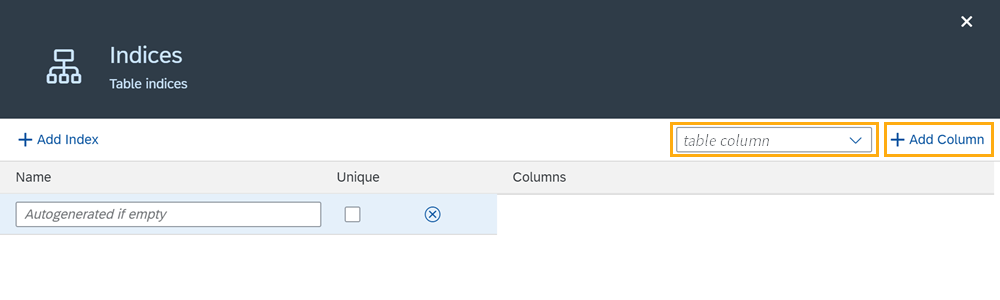 Indices
Table indices
Add Index
table column
Add Column
Name
Unique
Columns
Autogenerated if empty